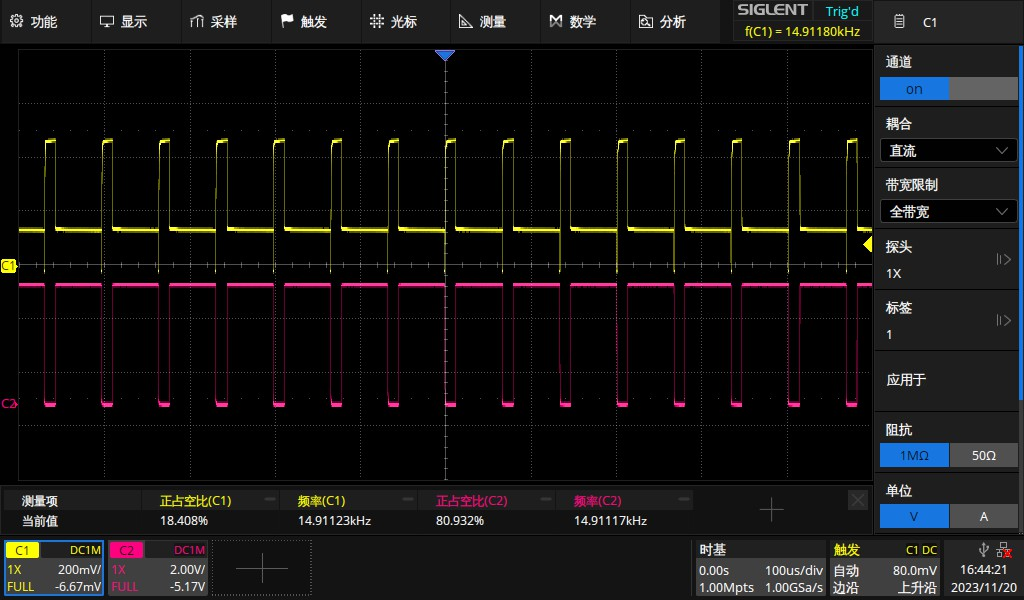 功能 显示 采样 触发 光标 测量 数学 分析
SIGLENT Trig'd
f(C1) = 14.91180kHz
C1
通道
on
耦合
直流
带宽限制
全带宽
探头
1X
标签
1
应用于
阻抗
1MΩ 50Ω
单位
V A
C1
C2
测量项 正占空比(C1) 频率(C1) 正占空比(C2) 频率(C2)
当前值 18.408% 14.91123kHz 80.932% 14.91117kHz
C1 DC1M
1X 200mV/
FULL -6.67mV
C2 DC1M
1X 2.00V/
FULL -5.17V
时基
0.00s 100us/div
1.00Mpts 1.00GSa/s
触发 C1 DC
自动 80.0mV
边沿 上升沿
16:44:21
2023/11/20